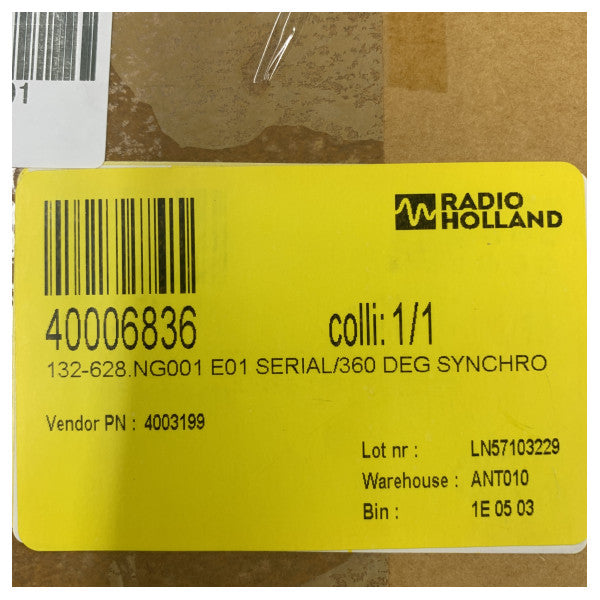 RADIO
HOLLAND
40006836 colli: 1/1
132-628.NG001 E01 SERIAL/360 DEG SYNCHRO
Vendor PN : 4003199
Lot nr : LN57103229
Warehouse : ANT010
Bin : 1E 05 03